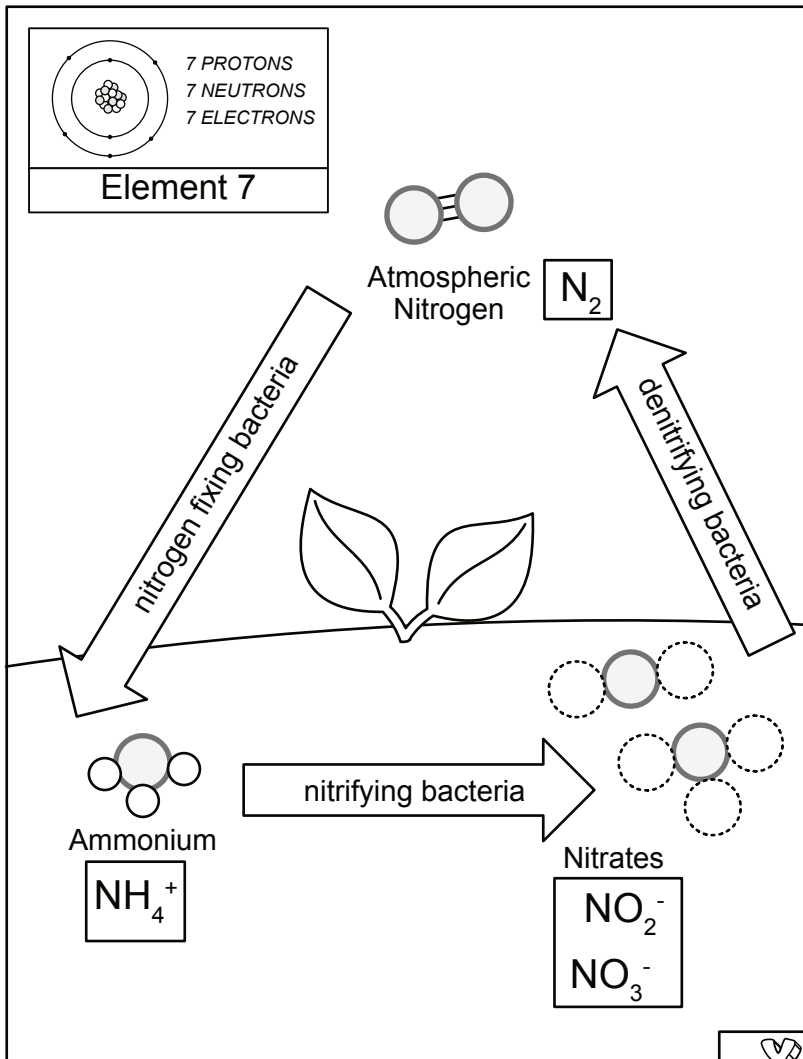 7 PROTONS
7 NEUTRONS
7 ELECTRONS
Element 7
Atmospheric
Nitrogen
N₂
nitrogen fixing bacteria
denitrifying bacteria
nitrifying bacteria
Ammonium
NH₄⁺
Nitrates
NO₂⁻
NO₃⁻